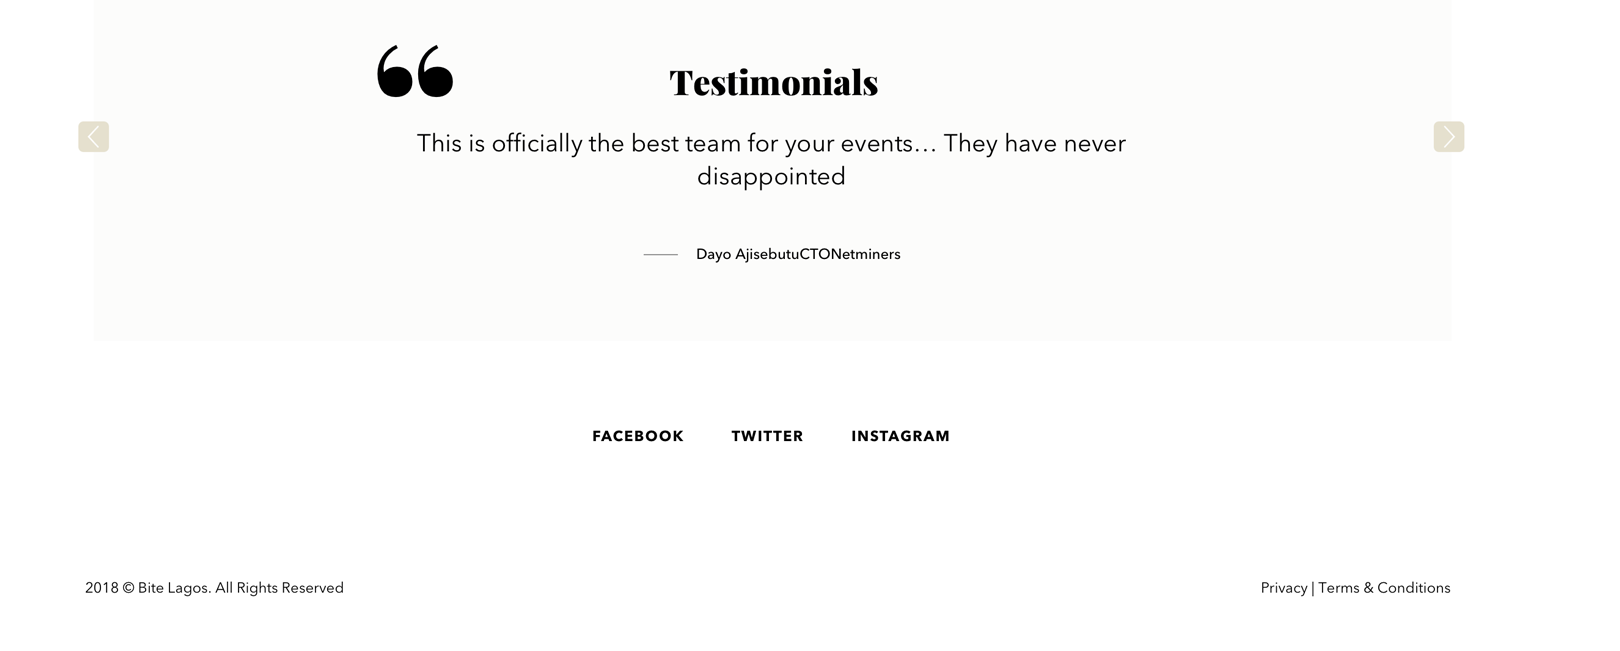 Testimonials
This is officially the best team for your events… They have never
disappointed
Dayo AjisebutuCTONetminers
FACEBOOK TWITTER INSTAGRAM
2018 © Bite Lagos. All Rights Reserved
Privacy | Terms & Conditions